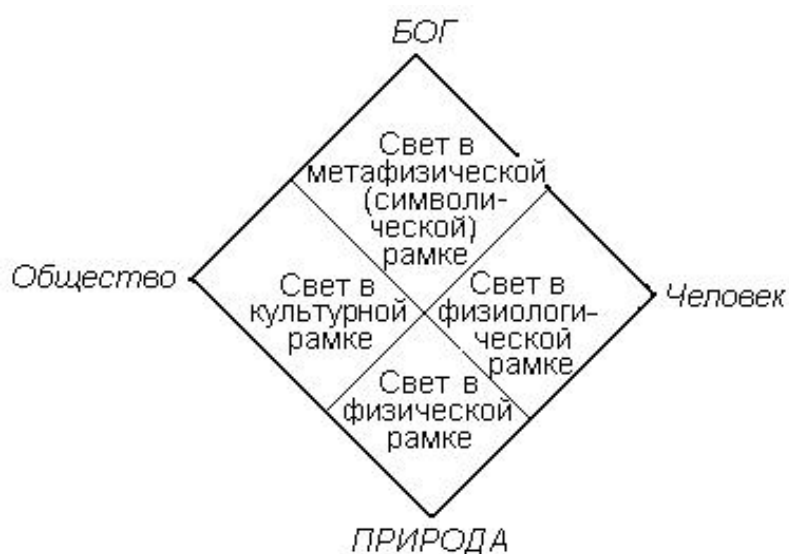 БОГ
Свет в
метафизической
(символи-
ческой)
рамке
Общество
Свет в
культурной
рамке
Свет в
физиологи-
ческой
рамке
Человек
Свет в
физической
рамке
ПРИРОДА